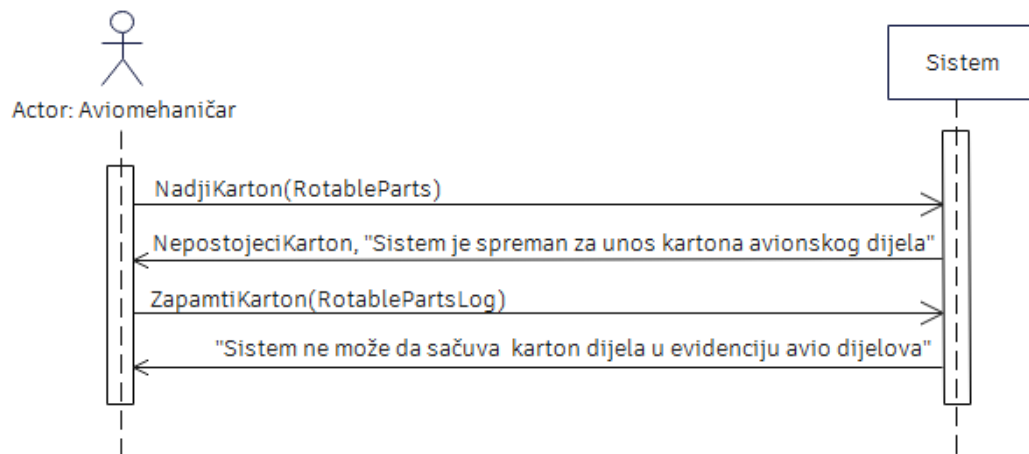 Sistem
Actor: Aviomehaničar
NadjiKarton(RotableParts)
NepostojeciKarton, "Sistem je spreman za unos kartona avionskog dijela"
ZapamtiKarton(RotablePartsLog)
"Sistem ne može da sačuva karton dijela u evidenciju avio dijelova"